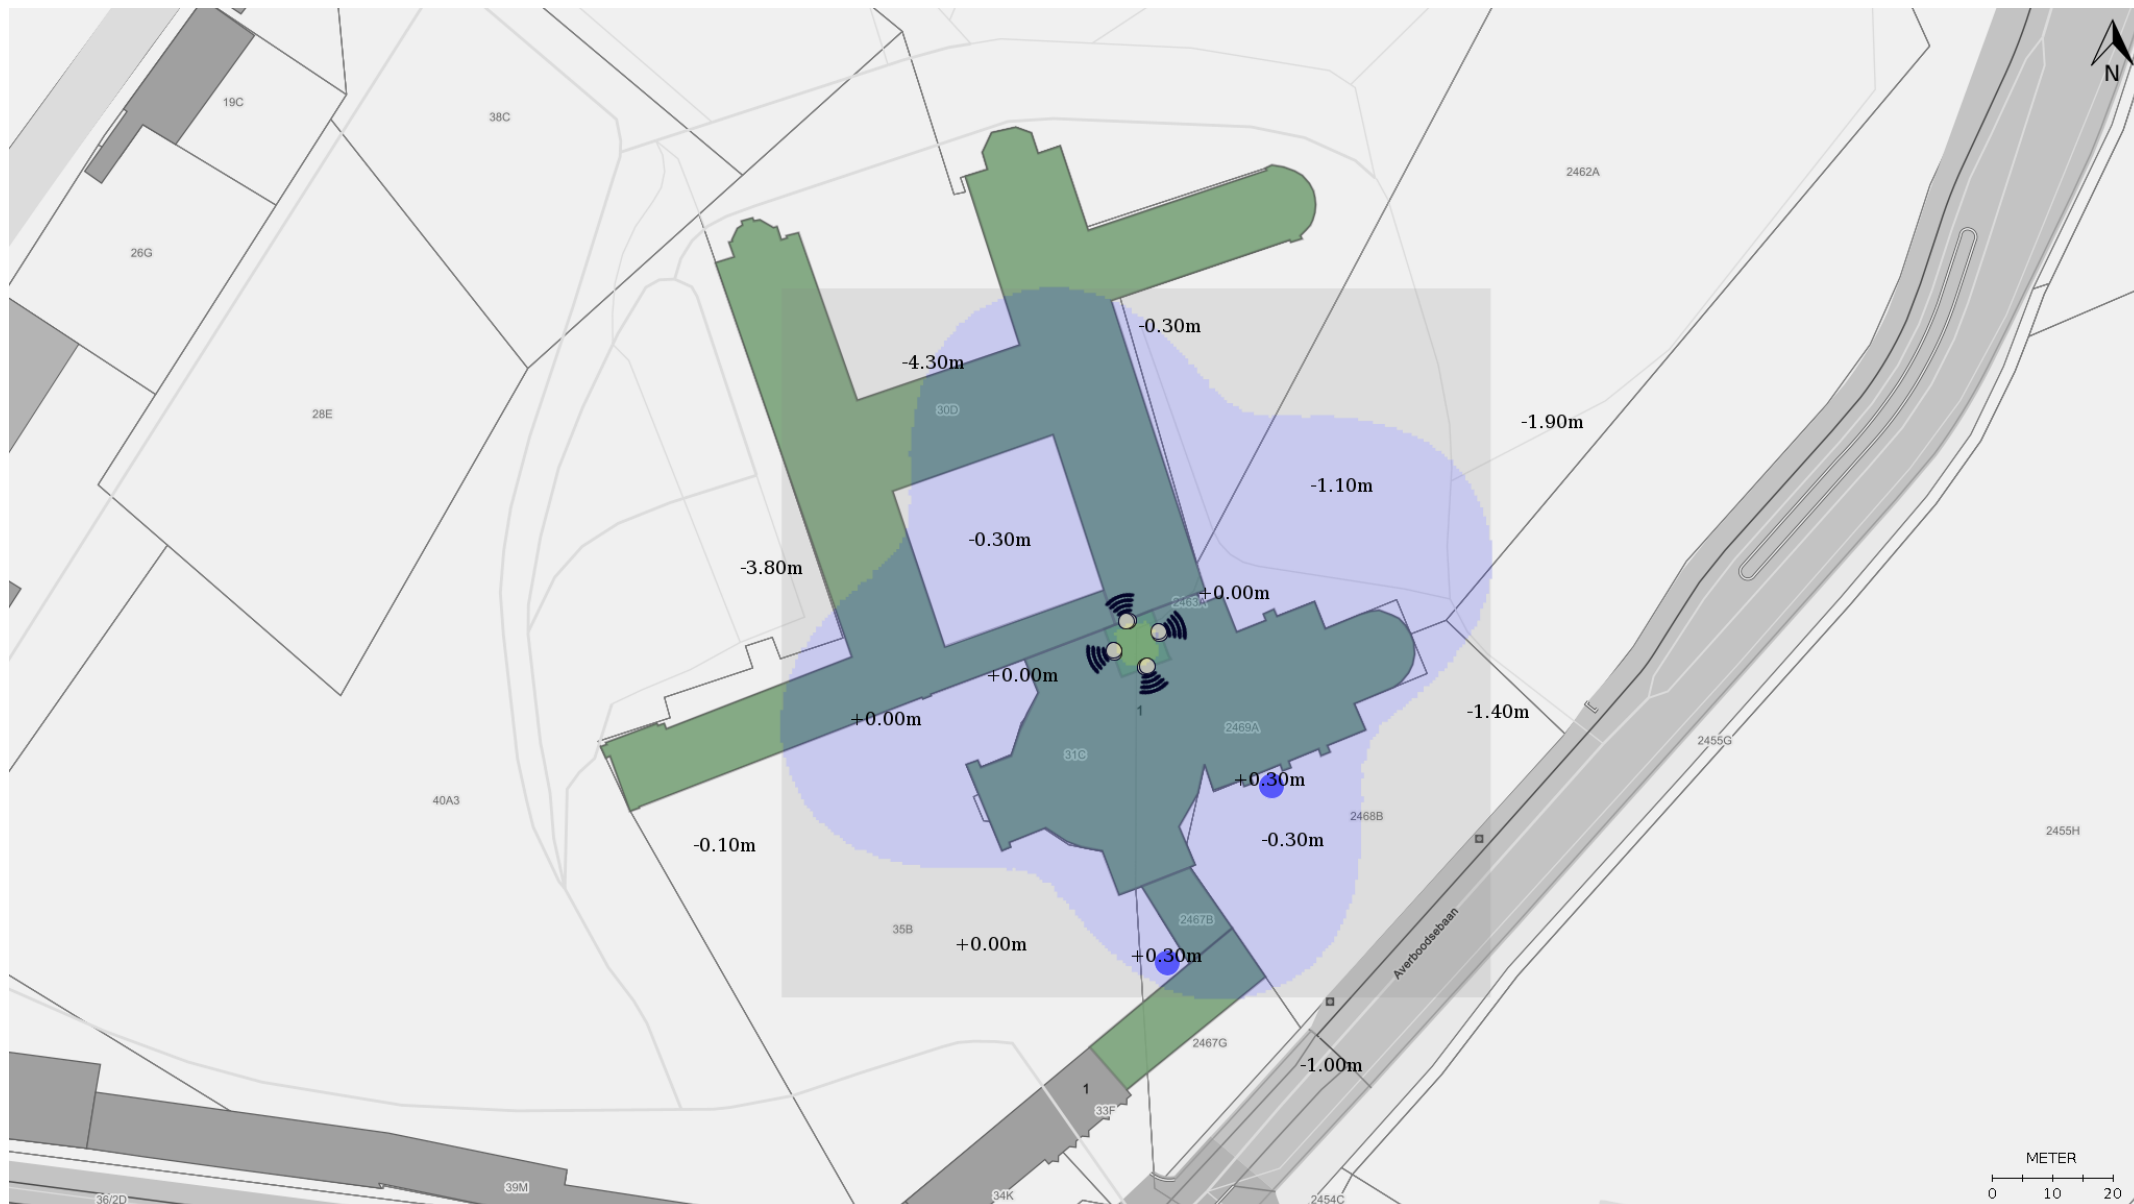 N
19C
38C
2462A
26G
-0.30m
-4.30m
30D
28E
-1.90m
-1.10m
-0.30m
-3.80m
+0.00m
2463A
+0.00m
+0.00m
1
-1.40m
2469A
2455G
31C
+0.30m
40A3
2468B
2455H
-0.10m
-0.30m
2467B
35B
+0.00m
+0.30m
Averboodsebaan
2467G
-1.00m
1
33F
METER
39M
34K
36/2D
2454C
0 10 20